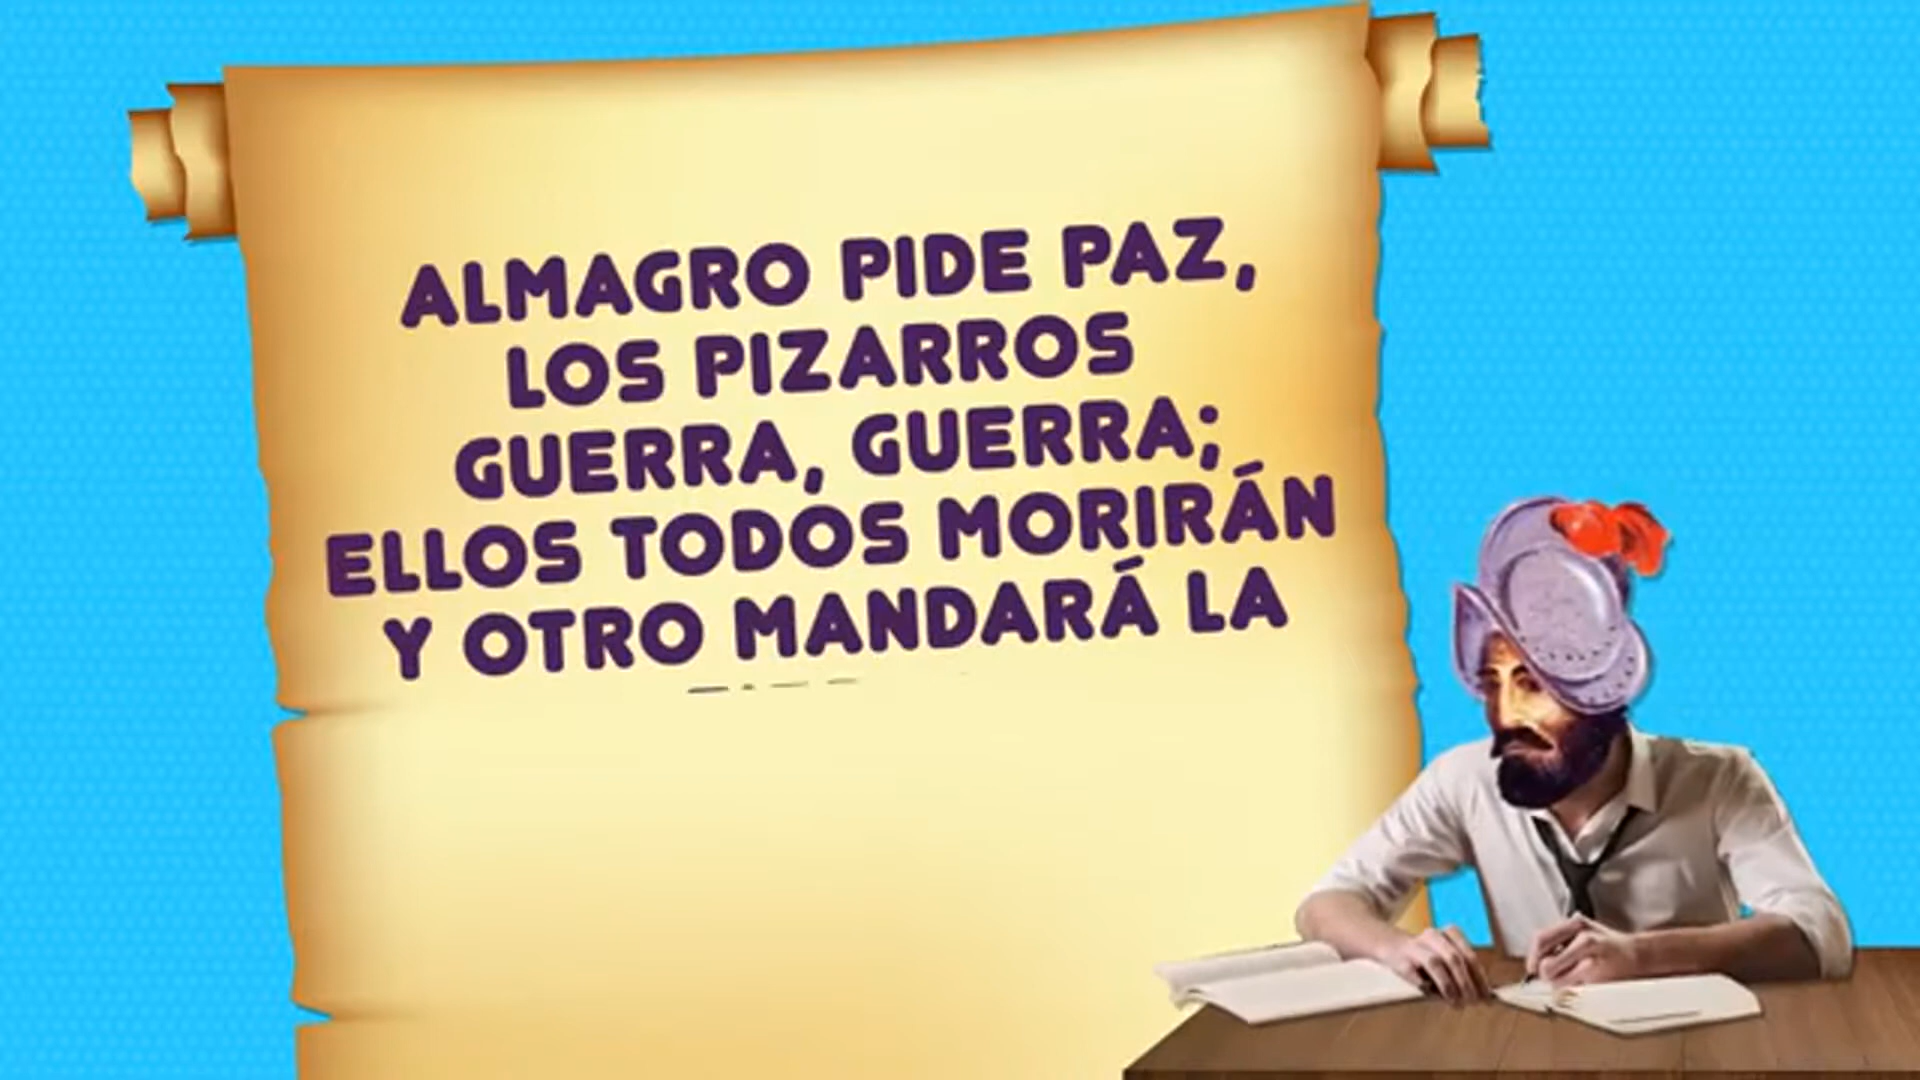 ALMAGRO PIDE PAZ,
LOS PIZARROS
GUERRA, GUERRA;
ELLOS TODOS MORIRÁN
Y OTRO MANDARÁ LA